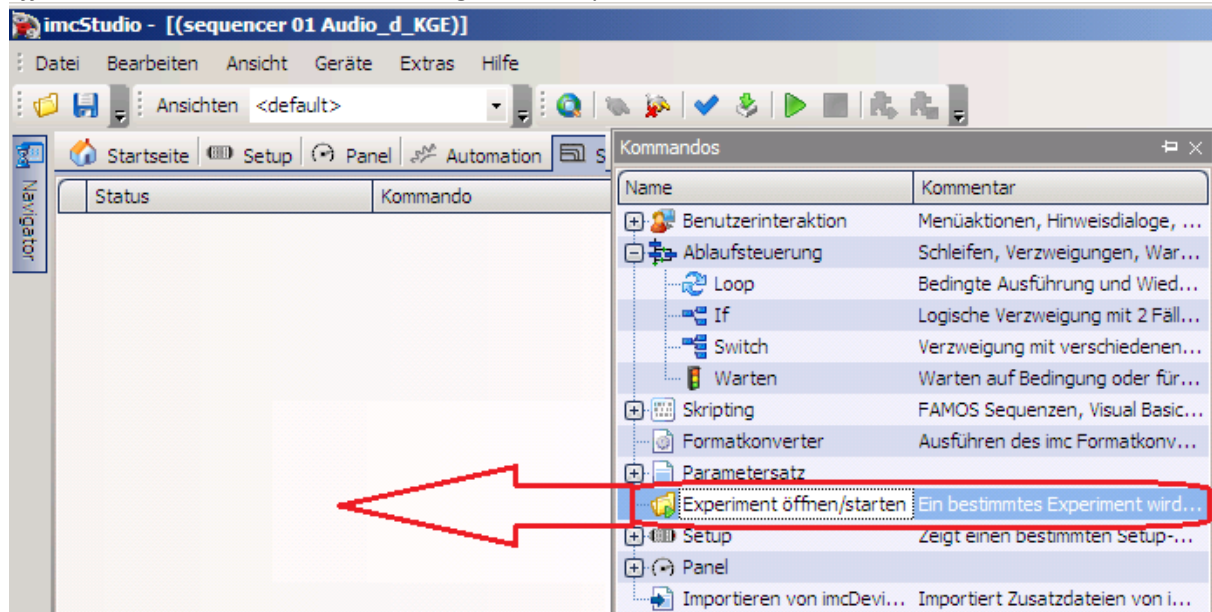 imcStudio - [(sequencer 01 Audio_d_KGE)]
Datei Bearbeiten Ansicht Geräte Extras Hilfe
Ansichten <default>
Startseite Setup Panel Automation S
Kommandos
Navigator
Status Kommando
Name Kommentar
Benutzerinteraktion Menüaktionen, Hinweisdialoge, ...
Ablaufsteuerung Schleifen, Verzweigungen, War...
Loop Bedingte Ausführung und Wied...
If Logische Verzweigung mit 2 Fäll...
Switch Verzweigung mit verschiedenen...
Warten Warten auf Bedingung oder für...
Skripting FAMOS Sequenzen, Visual Basic...
Formatkonverter Ausführen des imc Formatkonv...
Parametersatz
Experiment öffnen/starten Ein bestimmtes Experiment wird...
Setup Zeigt einen bestimmten Setup-...
Panel
Importieren von imcDevi... Importiert Zusatzdateien von i...